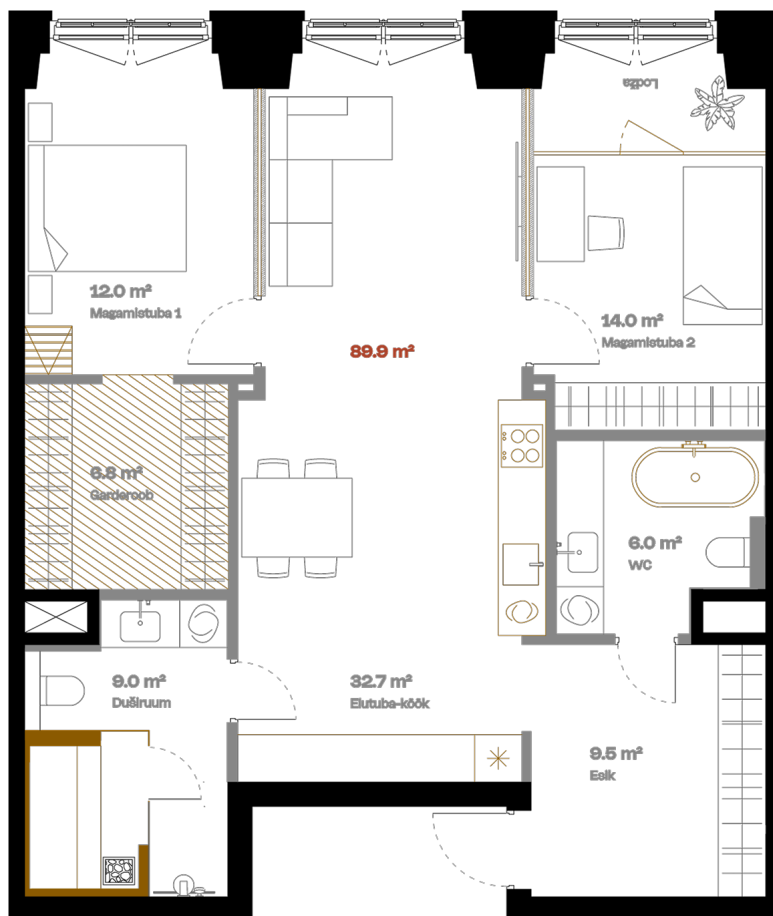 Lodža
12.0 m²
Magamistuba 1
14.0 m²
Magamistuba 2
89.9 m²
6.8 m²
Garderoob
6.0 m²
WC
9.0 m²
Duširuum
32.7 m²
Elutuba-köök
9.5 m²
Esik